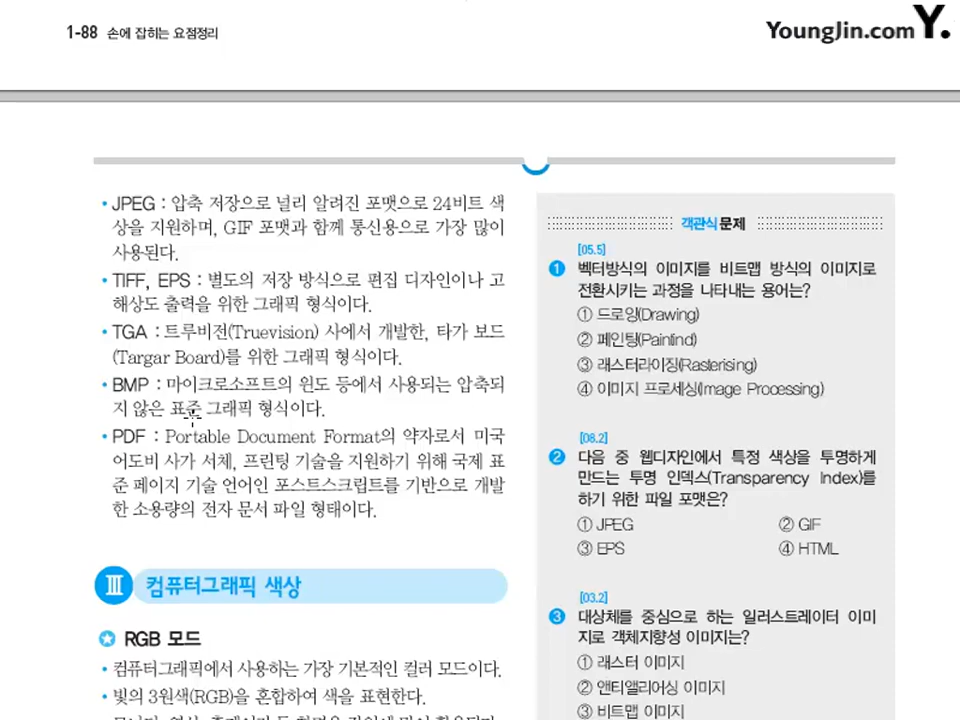 1-88 손에 잡히는 요점정리
YoungJin.com Y.
• JPEG : 압축 저장으로 널리 알려진 포맷으로 24비트 색
상을 지원하며, GIF 포맷과 함께 통신용으로 가장 많이
사용된다.
• TIFF, EPS : 별도의 저장 방식으로 편집 디자인이나 고
해상도 출력을 위한 그래픽 형식이다.
• TGA : 트루비전(Truevision) 사에서 개발한, 타가 보드
(Targar Board)를 위한 그래픽 형식이다.
• BMP : 마이크로소프트의 윈도 등에서 사용되는 압축되
지 않은 표준 그래픽 형식이다.
• PDF : Portable Document Format의 약자로서 미국
어도비 사가 서체, 프린팅 기술을 지원하기 위해 국제 표
준 페이지 기술 언어인 포스트스크립트를 기반으로 개발
한 소용량의 전자 문서 파일 형태이다.
Ⅲ 컴퓨터그래픽 색상
RGB 모드
• 컴퓨터그래픽에서 사용하는 가장 기본적인 컬러 모드이다.
• 빛의 3원색(RGB)을 혼합하여 색을 표현한다.
객관식 문제
[05.5]
1 벡터방식의 이미지를 비트맵 방식의 이미지로
전환시키는 과정을 나타내는 용어는?
① 드로잉(Drawing)
② 페인팅(Paintind)
③ 래스터라이징(Rasterising)
④ 이미지 프로세싱(Image Processing)
[08.2]
2 다음 중 웹디자인에서 특정 색상을 투명하게
만드는 투명 인덱스(Transparency Index)를
하기 위한 파일 포맷은?
① JPEG ② GIF
③ EPS ④ HTML
[03.2]
3 대상체를 중심으로 하는 일러스트레이터 이미
지로 객체지향성 이미지는?
① 래스터 이미지
② 앤티앨리어싱 이미지
③ 비트맵 이미지